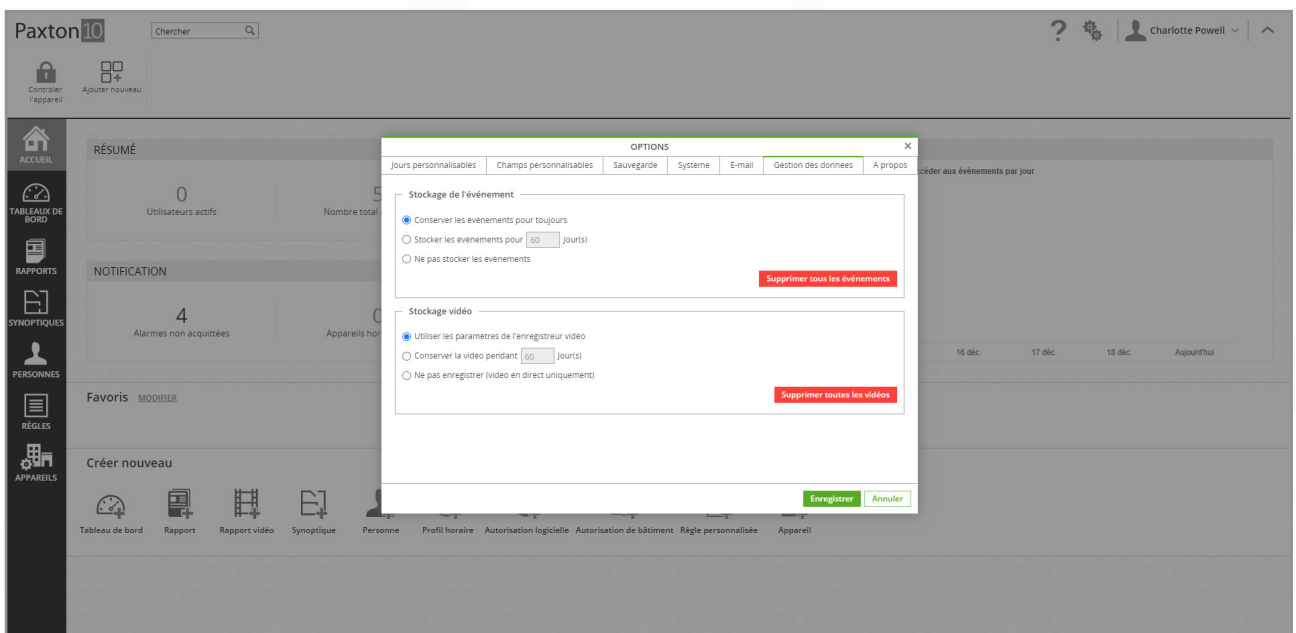 Paxton10
Chercher
Charlotte Powell
Contrôler l'appareil
Ajouter nouveau
ACCUEIL
TABLEAUX DE BORD
RAPPORTS
SYNOPTIQUES
PERSONNES
RÈGLES
APPAREILS
RÉSUMÉ
0
Utilisateurs actifs
5
Nombre total
NOTIFICATION
4
Alarmes non acquittées
0
Appareils hor
céder aux évènements par jour
16 déc.
17 déc.
18 déc.
Aujourd'hui
Favoris MODIFIER
Créer nouveau
Tableau de bord
Rapport
Rapport vidéo
Synoptique
Personne
Profil horaire
Autorisation logicielle
Autorisation de bâtiment
Règle personnalisée
Appareil
OPTIONS
Jours personnalisables
Champs personnalisables
Sauvegarde
Système
E-mail
Gestion des données
A propos
Stockage de l'événement
Conserver les événements pour toujours
Stocker les événements pour 60 Jour(s)
Ne pas stocker les événements
Supprimer tous les événements
Stockage vidéo
Utiliser les paramètres de l'enregistreur vidéo
Conserver la vidéo pendant 60 Jour(s)
Ne pas enregistrer (vidéo en direct uniquement)
Supprimer toutes les vidéos
Enregistrer
Annuler